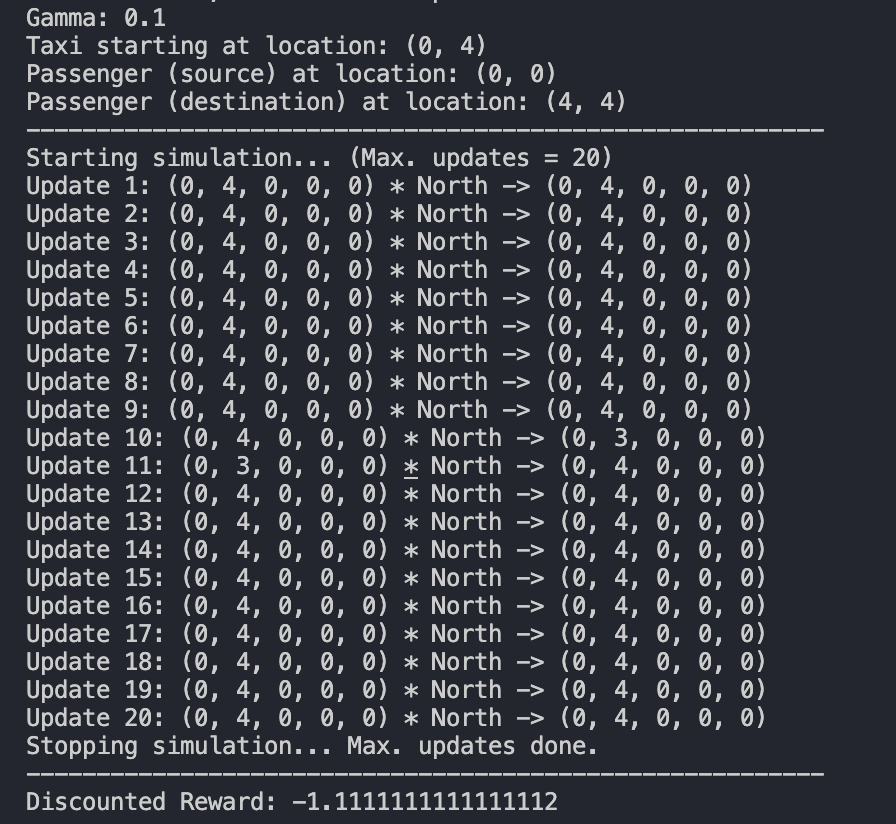 Gamma: 0.1
Taxi starting at location: (0, 4)
Passenger (source) at location: (0, 0)
Passenger (destination) at location: (4, 4)
---------------------------------------------------------
Starting simulation... (Max. updates = 20)
Update 1: (0, 4, 0, 0, 0) * North -> (0, 4, 0, 0, 0)
Update 2: (0, 4, 0, 0, 0) * North -> (0, 4, 0, 0, 0)
Update 3: (0, 4, 0, 0, 0) * North -> (0, 4, 0, 0, 0)
Update 4: (0, 4, 0, 0, 0) * North -> (0, 4, 0, 0, 0)
Update 5: (0, 4, 0, 0, 0) * North -> (0, 4, 0, 0, 0)
Update 6: (0, 4, 0, 0, 0) * North -> (0, 4, 0, 0, 0)
Update 7: (0, 4, 0, 0, 0) * North -> (0, 4, 0, 0, 0)
Update 8: (0, 4, 0, 0, 0) * North -> (0, 4, 0, 0, 0)
Update 9: (0, 4, 0, 0, 0) * North -> (0, 4, 0, 0, 0)
Update 10: (0, 4, 0, 0, 0) * North -> (0, 3, 0, 0, 0)
Update 11: (0, 3, 0, 0, 0) * North -> (0, 4, 0, 0, 0)
Update 12: (0, 4, 0, 0, 0) * North -> (0, 4, 0, 0, 0)
Update 13: (0, 4, 0, 0, 0) * North -> (0, 4, 0, 0, 0)
Update 14: (0, 4, 0, 0, 0) * North -> (0, 4, 0, 0, 0)
Update 15: (0, 4, 0, 0, 0) * North -> (0, 4, 0, 0, 0)
Update 16: (0, 4, 0, 0, 0) * North -> (0, 4, 0, 0, 0)
Update 17: (0, 4, 0, 0, 0) * North -> (0, 4, 0, 0, 0)
Update 18: (0, 4, 0, 0, 0) * North -> (0, 4, 0, 0, 0)
Update 19: (0, 4, 0, 0, 0) * North -> (0, 4, 0, 0, 0)
Update 20: (0, 4, 0, 0, 0) * North -> (0, 4, 0, 0, 0)
Stopping simulation... Max. updates done.
---------------------------------------------------------
Discounted Reward: -1.1111111111111112